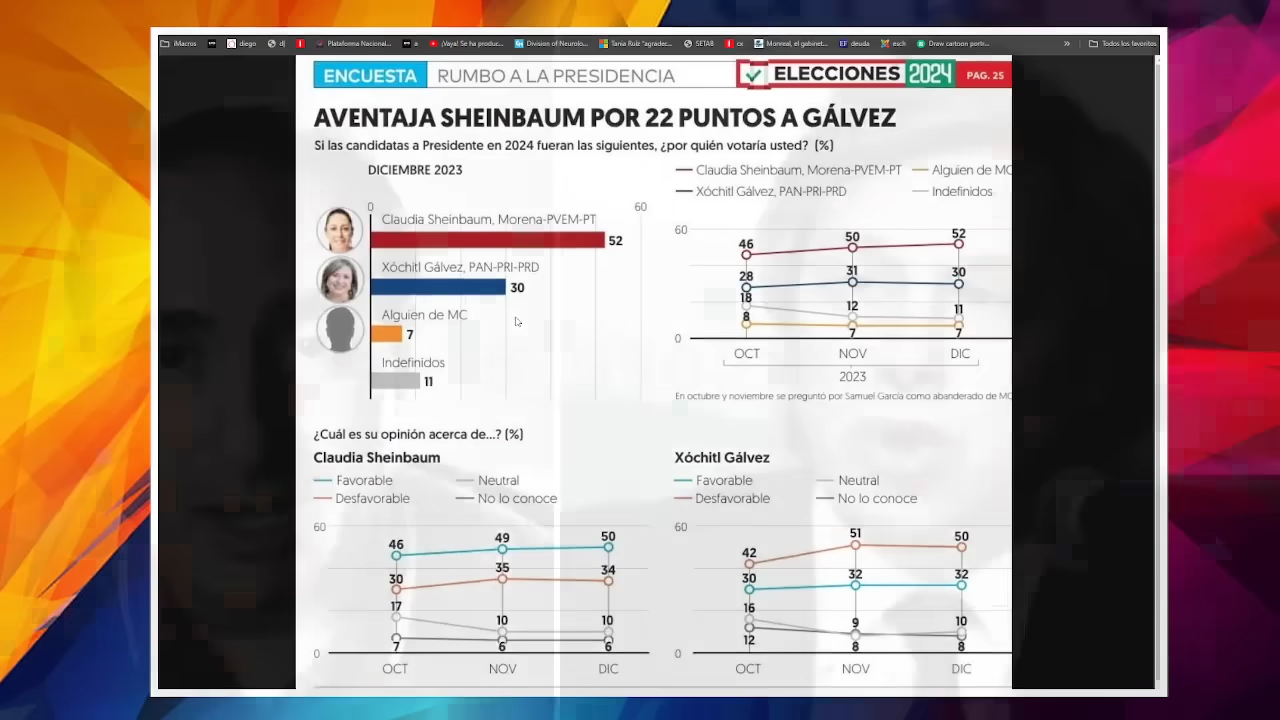 iMacros
diego
dj
Plataforma Nacional...
a
¡Vaya! Se ha produc...
Division of Neurolo...
Tania Ruiz "agradec...
SETAB
cx
Monreal, el gabinet...
EF deuda
esch
Draw cartoon portr...
»
Todos los favoritos
ENCUESTA RUMBO A LA PRESIDENCIA
ELECCIONES 2024 PAG. 25
AVENTAJA SHEINBAUM POR 22 PUNTOS A GÁLVEZ
Si las candidatas a Presidente en 2024 fueran las siguientes, ¿por quién votaría usted? (%)
DICIEMBRE 2023
0 60
Claudia Sheinbaum, Morena-PVEM-PT
52
Xóchitl Gálvez, PAN-PRI-PRD
30
Alguien de MC
7
Indefinidos
11
Claudia Sheinbaum, Morena-PVEM-PT Alguien de MC
Xóchitl Gálvez, PAN-PRI-PRD Indefinidos
60
46 50 52
28 31 30
18 12 11
8 7 7
0
OCT NOV DIC
2023
En octubre y noviembre se preguntó por Samuel García como abanderado de MC
¿Cuál es su opinión acerca de...? (%)
Claudia Sheinbaum
Favorable Neutral
Desfavorable No lo conoce
60
46 49 50
30 35 34
17 10 10
7 6 6
0
OCT NOV DIC
Xóchitl Gálvez
Favorable Neutral
Desfavorable No lo conoce
60
42 51 50
30 32 32
16 9 10
12 8 8
0
OCT NOV DIC